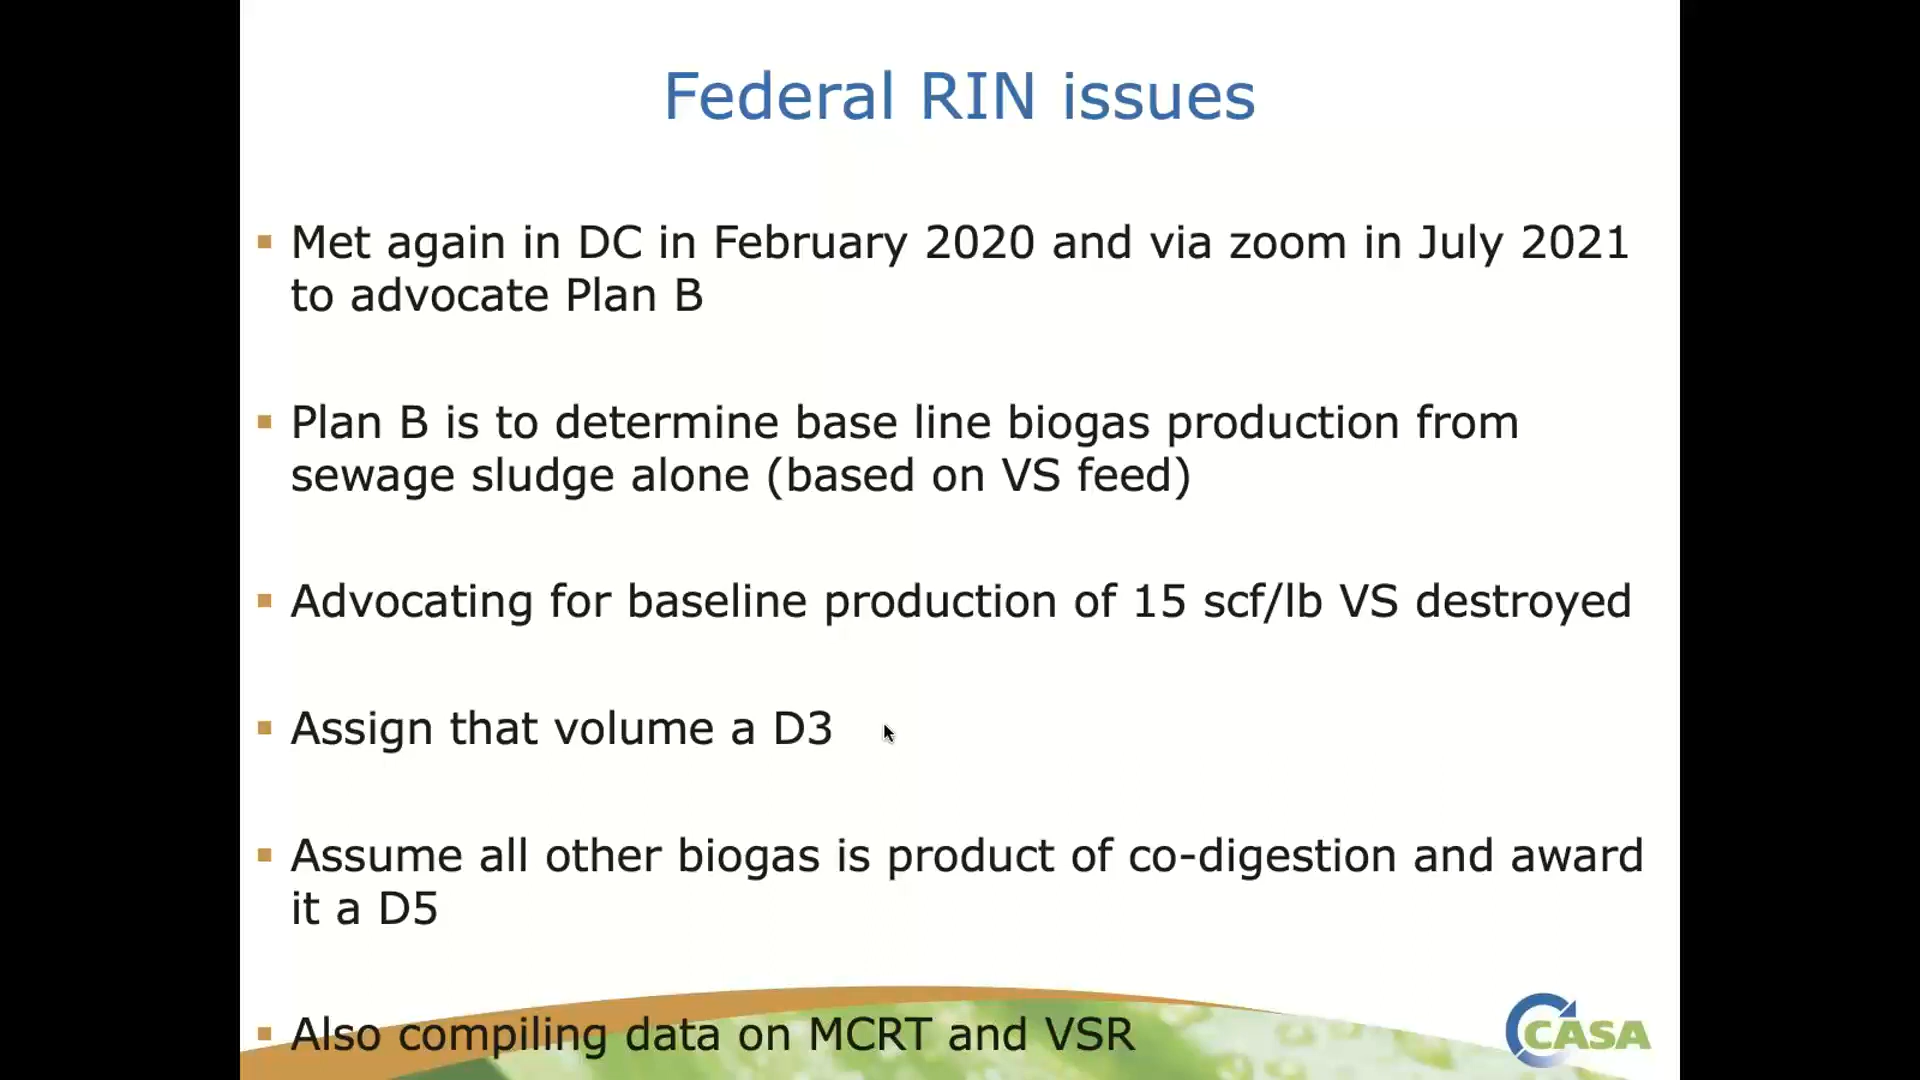 Federal RIN issues
Met again in DC in February 2020 and via zoom in July 2021
to advocate Plan B
Plan B is to determine base line biogas production from
sewage sludge alone (based on VS feed)
Advocating for baseline production of 15 scf/lb VS destroyed
Assign that volume a D3
Assume all other biogas is product of co-digestion and award
it a D5
Also compiling data on MCRT and VSR
CASA